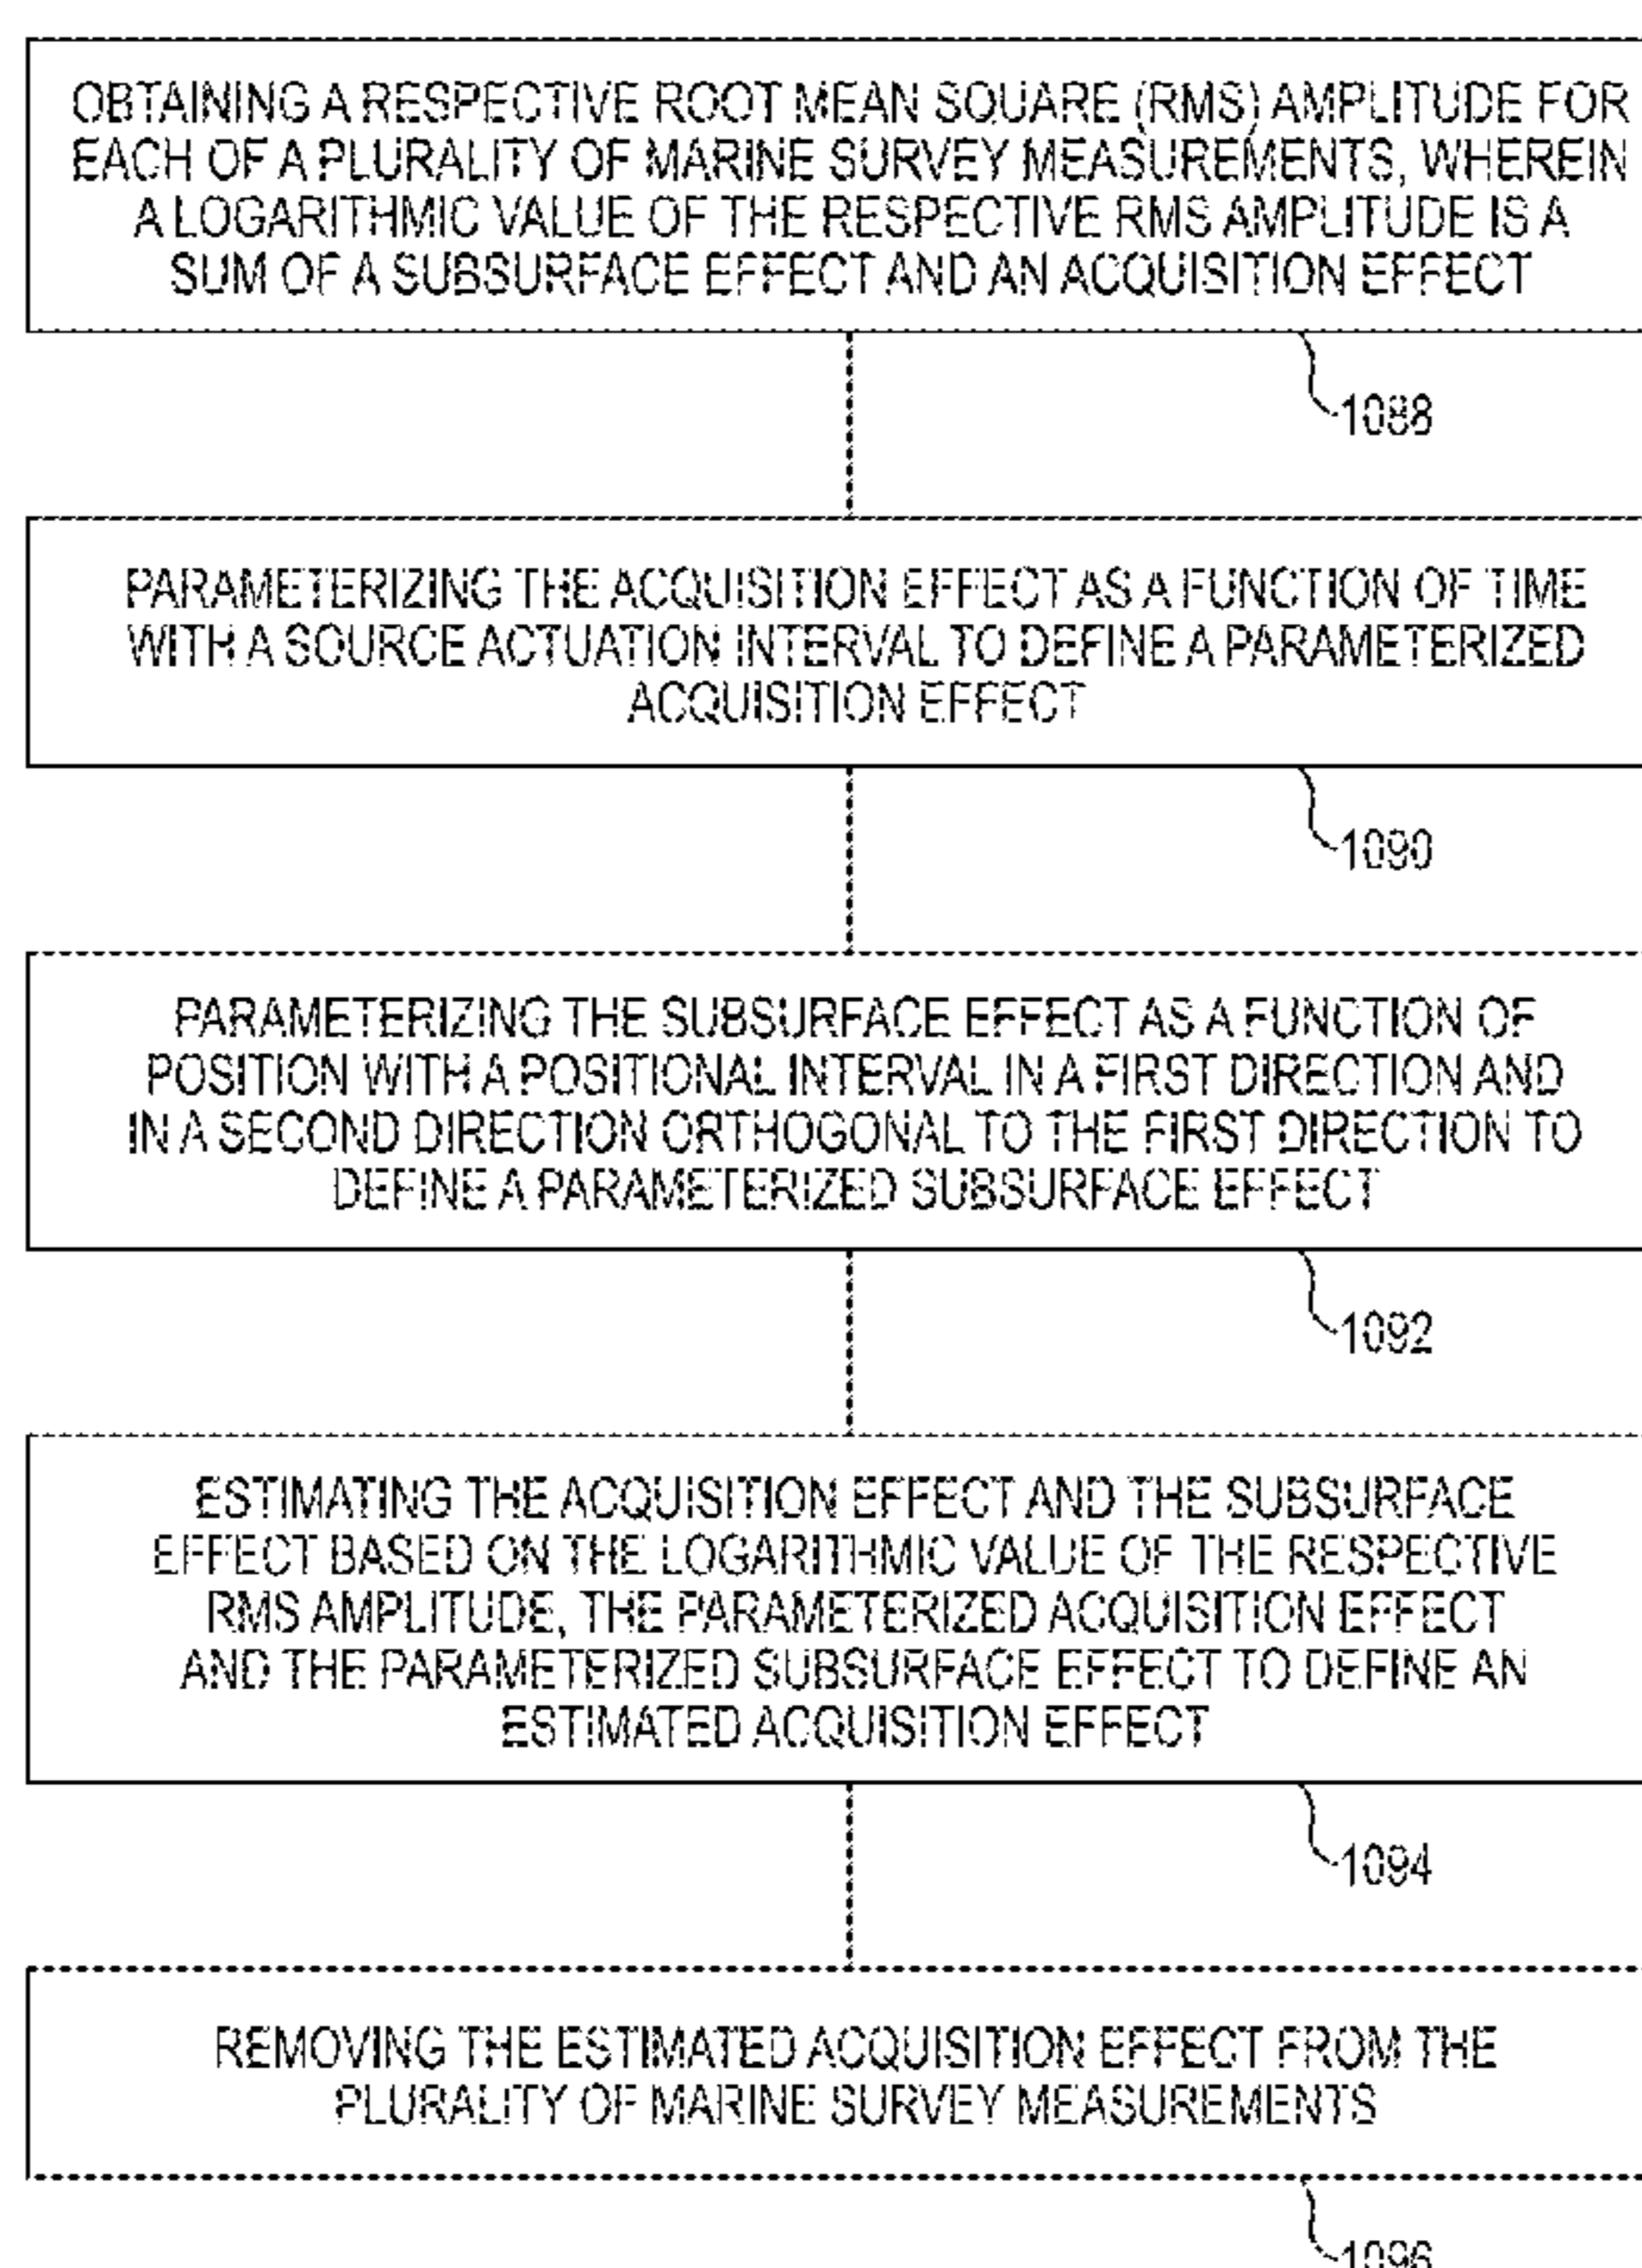 OBTAINING A RESPECTIVE ROOT MEAN SQUARE (RMS) AMPLITUDE FOR
EACH OF A PLURALITY OF MARINE SURVEY MEASUREMENTS, WHEREIN
A LOGARITHMIC VALUE OF THE RESPECTIVE RMS AMPLITUDE IS A
SUM OF A SUBSURFACE EFFECT AND AN ACQUISITION EFFECT
1088
PARAMETERIZING THE ACQUISITION EFFECT AS A FUNCTION OF TIME
WITH A SOURCE ACTUATION INTERVAL TO DEFINE A PARAMETERIZED
ACQUISITION EFFECT
1090
PARAMETERIZING THE SUBSURFACE EFFECT AS A FUNCTION OF
POSITION WITH A POSITIONAL INTERVAL IN A FIRST DIRECTION AND
IN A SECOND DIRECTION ORTHOGONAL TO THE FIRST DIRECTION TO
DEFINE A PARAMETERIZED SUBSURFACE EFFECT
1092
ESTIMATING THE ACQUISITION EFFECT AND THE SUBSURFACE
EFFECT BASED ON THE LOGARITHMIC VALUE OF THE RESPECTIVE
RMS AMPLITUDE, THE PARAMETERIZED ACQUISITION EFFECT
AND THE PARAMETERIZED SUBSURFACE EFFECT TO DEFINE AN
ESTIMATED ACQUISITION EFFECT
1094
REMOVING THE ESTIMATED ACQUISITION EFFECT FROM THE
PLURALITY OF MARINE SURVEY MEASUREMENTS
1096